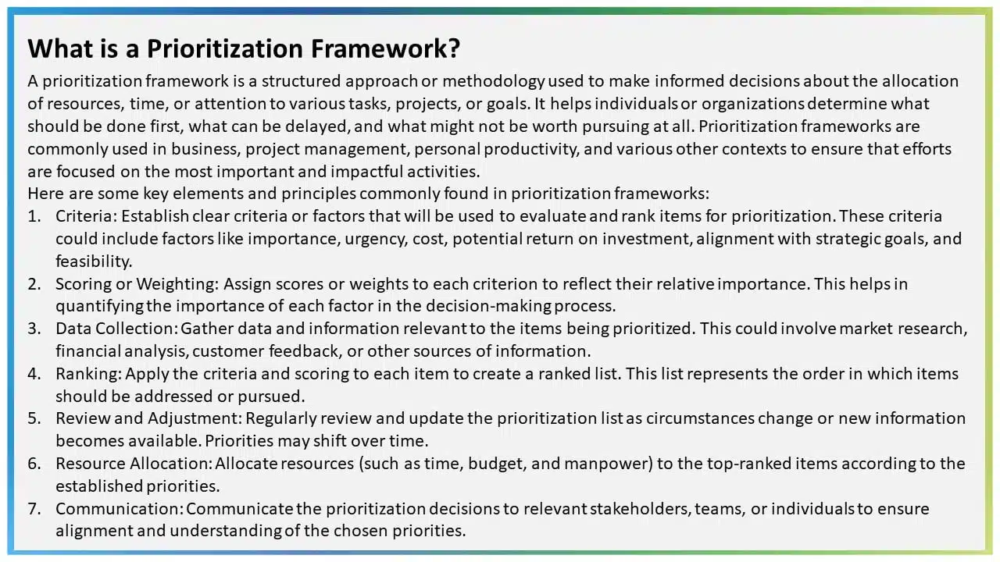 What is a Prioritization Framework?
A prioritization framework is a structured approach or methodology used to make informed decisions about the allocation
of resources, time, or attention to various tasks, projects, or goals. It helps individuals or organizations determine what
should be done first, what can be delayed, and what might not be worth pursuing at all. Prioritization frameworks are
commonly used in business, project management, personal productivity, and various other contexts to ensure that efforts
are focused on the most important and impactful activities.
Here are some key elements and principles commonly found in prioritization frameworks:
1. Criteria: Establish clear criteria or factors that will be used to evaluate and rank items for prioritization. These criteria
could include factors like importance, urgency, cost, potential return on investment, alignment with strategic goals, and
feasibility.
2. Scoring or Weighting: Assign scores or weights to each criterion to reflect their relative importance. This helps in
quantifying the importance of each factor in the decision-making process.
3. Data Collection: Gather data and information relevant to the items being prioritized. This could involve market research,
financial analysis, customer feedback, or other sources of information.
4. Ranking: Apply the criteria and scoring to each item to create a ranked list. This list represents the order in which items
should be addressed or pursued.
5. Review and Adjustment: Regularly review and update the prioritization list as circumstances change or new information
becomes available. Priorities may shift over time.
6. Resource Allocation: Allocate resources (such as time, budget, and manpower) to the top-ranked items according to the
established priorities.
7. Communication: Communicate the prioritization decisions to relevant stakeholders, teams, or individuals to ensure
alignment and understanding of the chosen priorities.